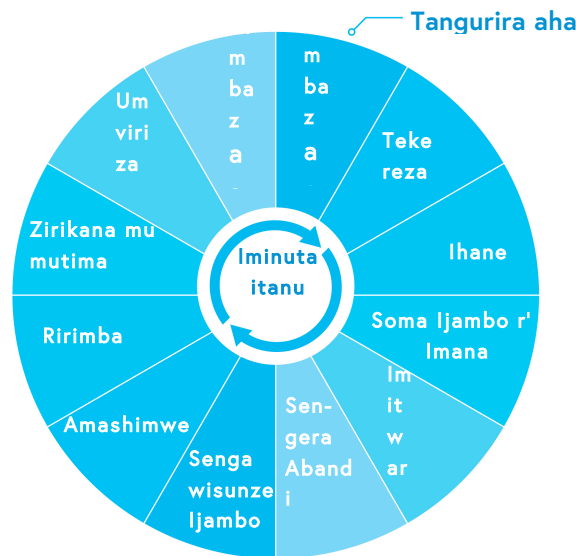 Tangurira aha
m
ba
z
a
Teke
reza
Ihane
Soma Ijambo r'
Imana
Im
it
w
ar
Sen-
gera
Aband
i
Senga
wisunze
Ijambo
Amashimwe
Ririmba
Zirikana mu
mutima
Um
viri
za
m
ba
z
a
Iminuta
itanu